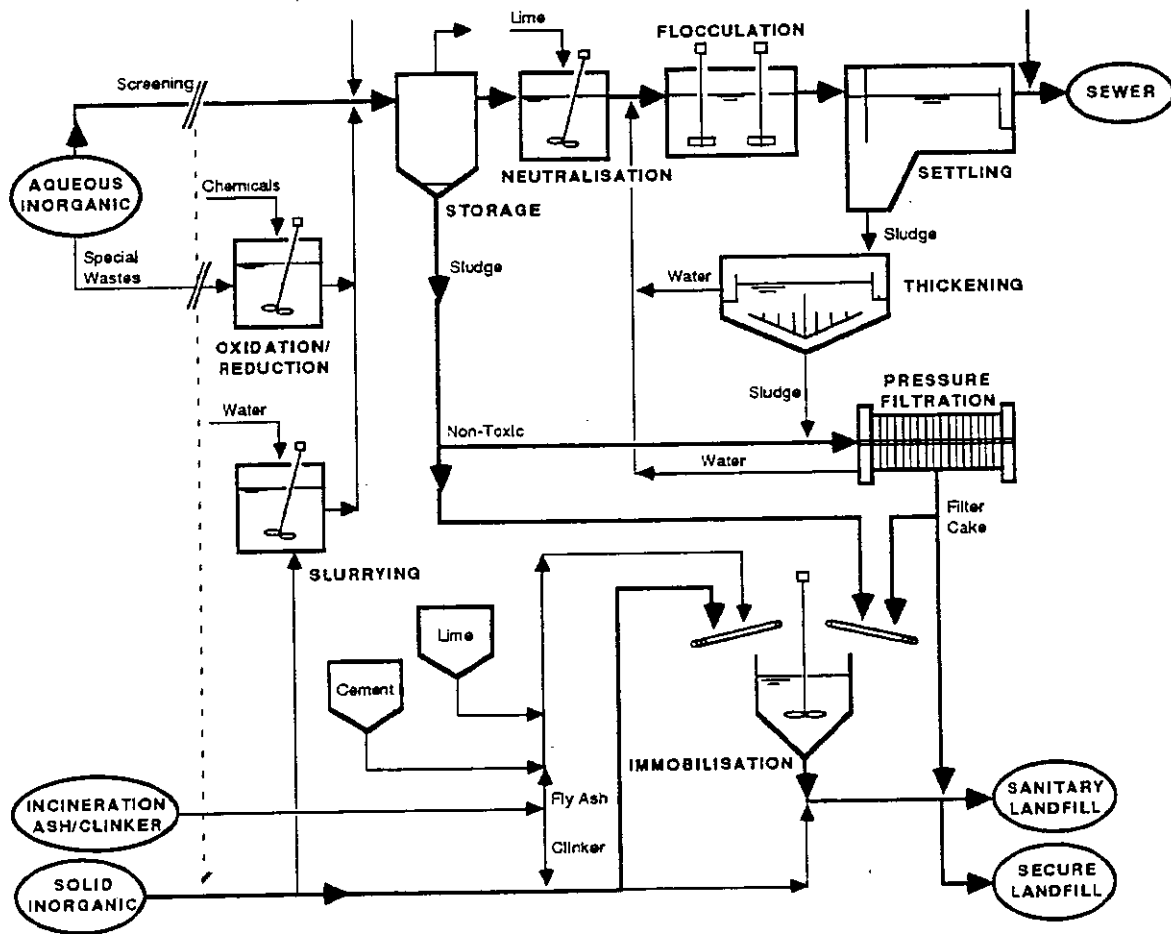 Lime
FLOCCULATION
Screening
SEWER
AQUEOUS
INORGANIC
Chemicals
NEUTRALISATION
SETTLING
STORAGE
Special
Wastes
Sludge
Sludge
Water
THICKENING
OXIDATION/
REDUCTION
Sludge
PRESSURE
FILTRATION
Water
Non-Toxic
Water
Filter
Cake
SLURRYING
Lime
Cement
IMMOBILISATION
INCINERATION
ASH/CLINKER
Fly Ash
SANITARY
LANDFILL
Clinker
SOLID
INORGANIC
SECURE
LANDFILL